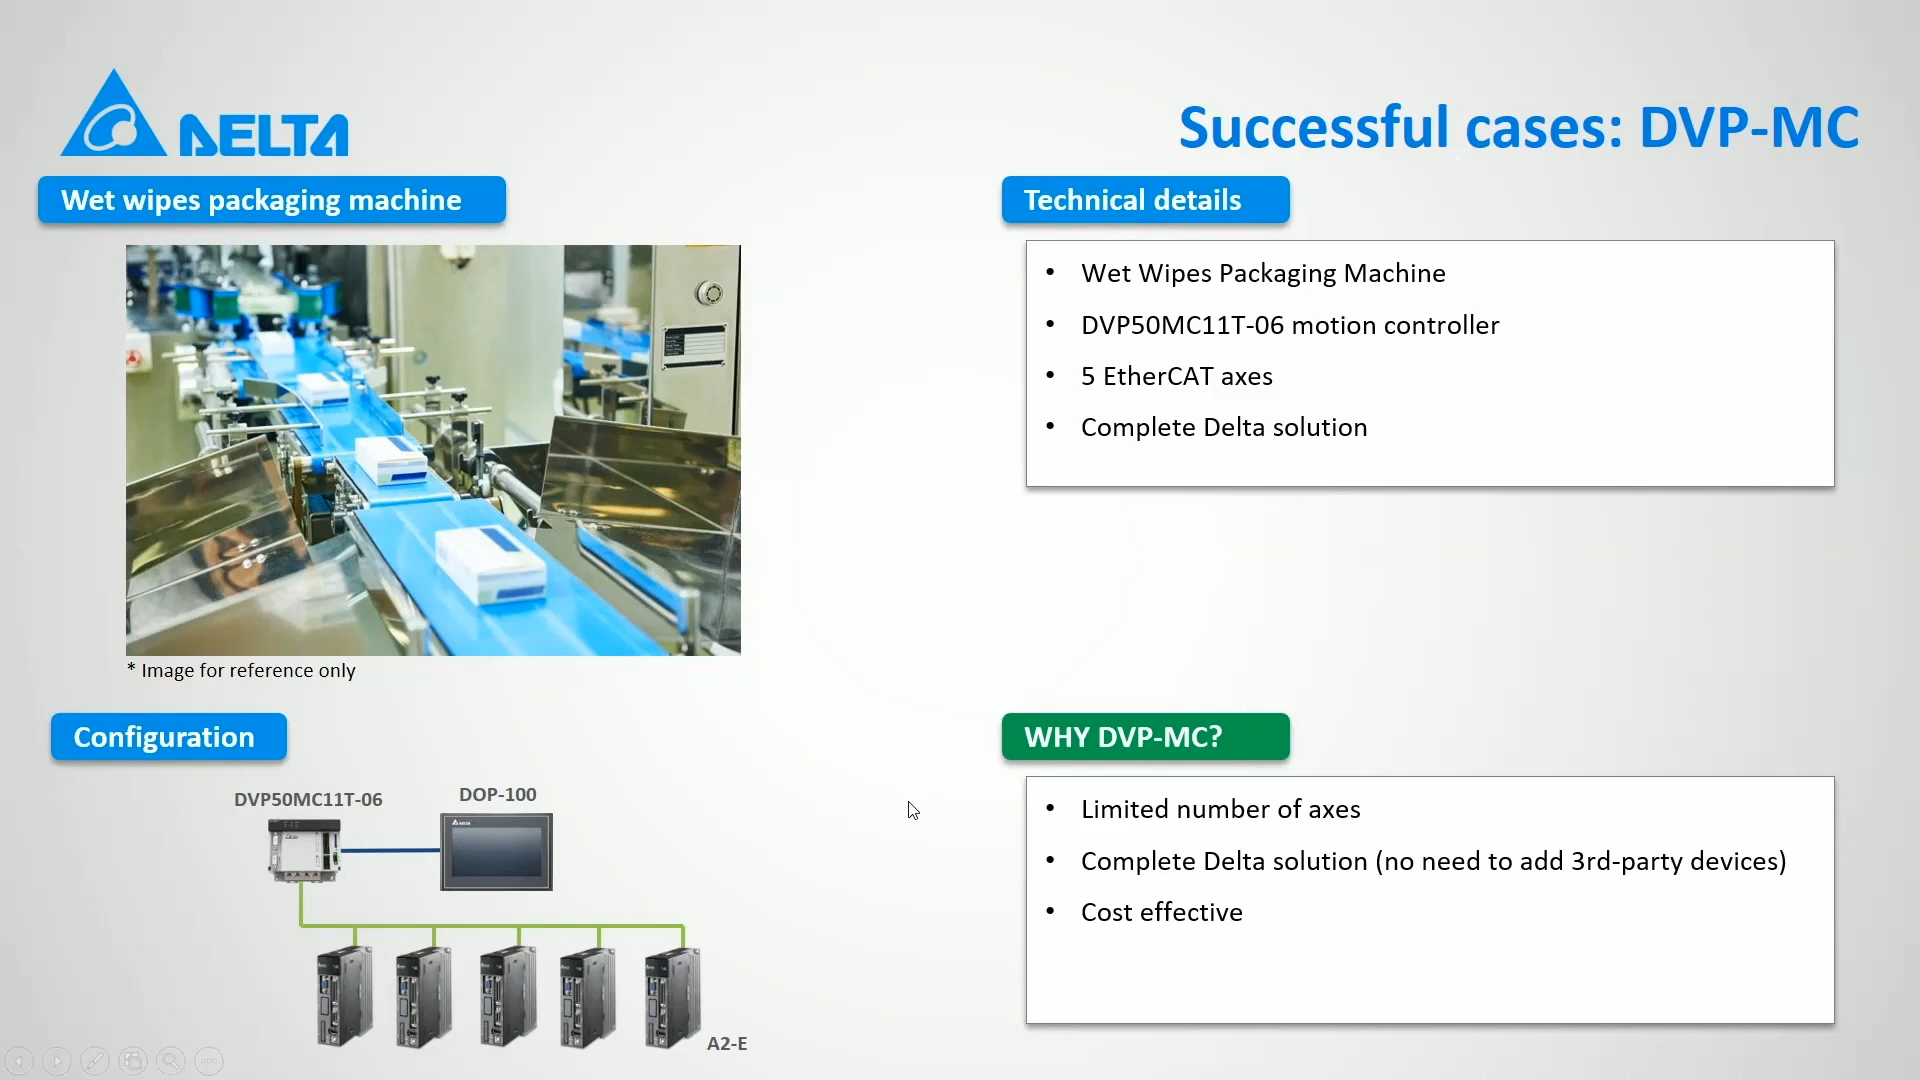 DELTA
Successful cases: DVP-MC
Wet wipes packaging machine
* Image for reference only
Technical details
• Wet Wipes Packaging Machine
• DVP50MC11T-06 motion controller
• 5 EtherCAT axes
• Complete Delta solution
Configuration
DVP50MC11T-06
DOP-100
A2-E
WHY DVP-MC?
• Limited number of axes
• Complete Delta solution (no need to add 3rd-party devices)
• Cost effective